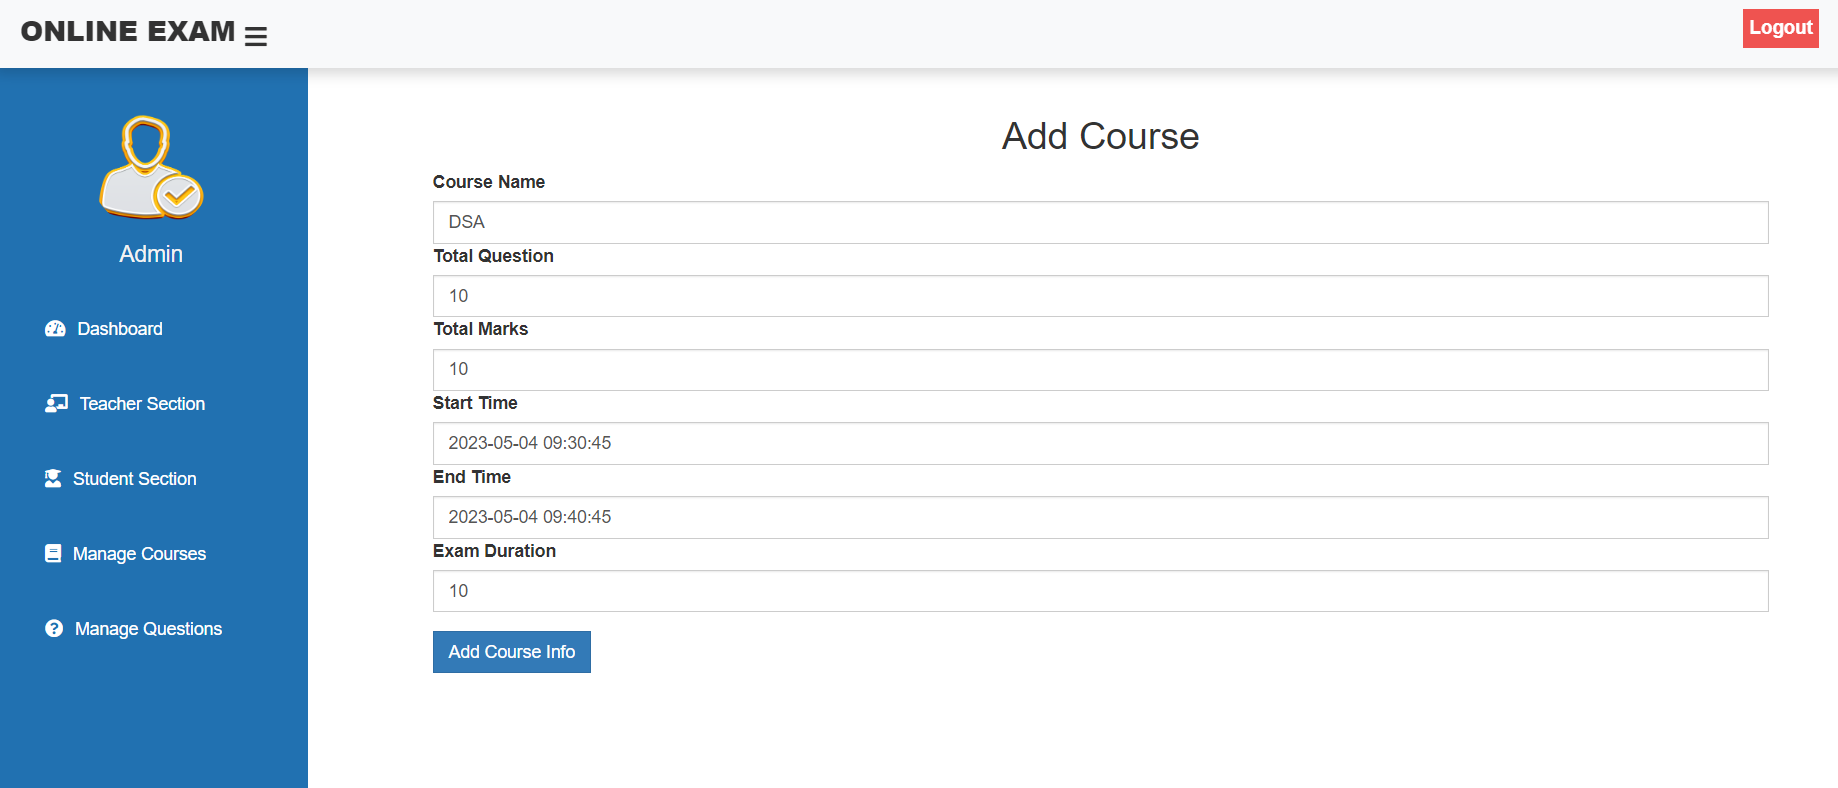 ONLINE EXAM
Logout
Admin
Dashboard
Teacher Section
Student Section
Manage Courses
Manage Questions
Add Course
Course Name
DSA
Total Question
10
Total Marks
10
Start Time
2023-05-04 09:30:45
End Time
2023-05-04 09:40:45
Exam Duration
10
Add Course Info